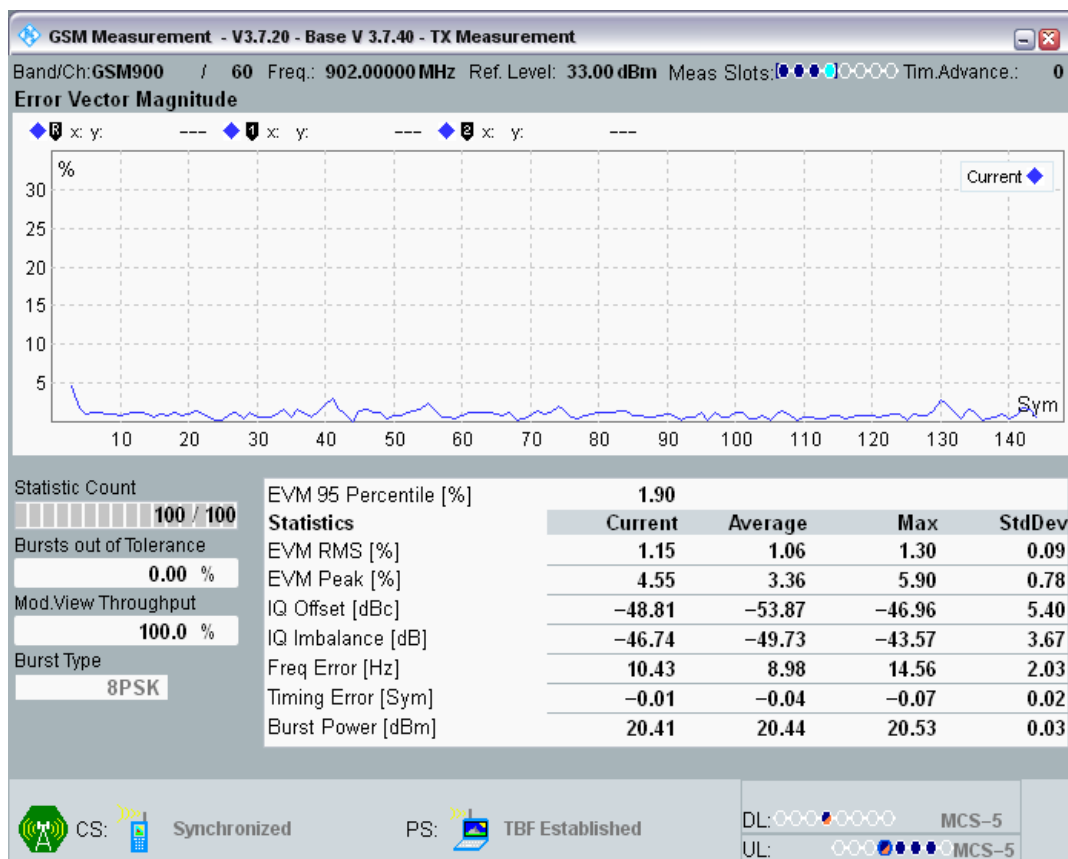 GSM Measurement - V3.7.20 - Base V 3.7.40 - TX Measurement
Band/Ch:GSM900 / 60 Freq.: 902.00000 MHz Ref. Level: 33.00 dBm Meas Slots: Tim.Advance.: 0
Error Vector Magnitude
R x: y: --- 1 x: y: --- 2 x: y: ---
%
Current
30
25
20
15
10
5
Sym
10 20 30 40 50 60 70 80 90 100 110 120 130 140
Statistic Count
100 / 100
Bursts out of Tolerance
0.00 %
Mod.View Throughput
100.0 %
Burst Type
8PSK
EVM 95 Percentile [%] 1.90
Statistics Current Average Max StdDev
EVM RMS [%] 1.15 1.06 1.30 0.09
EVM Peak [%] 4.55 3.36 5.90 0.78
IQ Offset [dBc] −48.81 −53.87 −46.96 5.40
IQ Imbalance [dB] −46.74 −49.73 −43.57 3.67
Freq Error [Hz] 10.43 8.98 14.56 2.03
Timing Error [Sym] −0.01 −0.04 −0.07 0.02
Burst Power [dBm] 20.41 20.44 20.53 0.03
CS: Synchronized PS: TBF Established
DL: MCS−5
UL: MCS−5